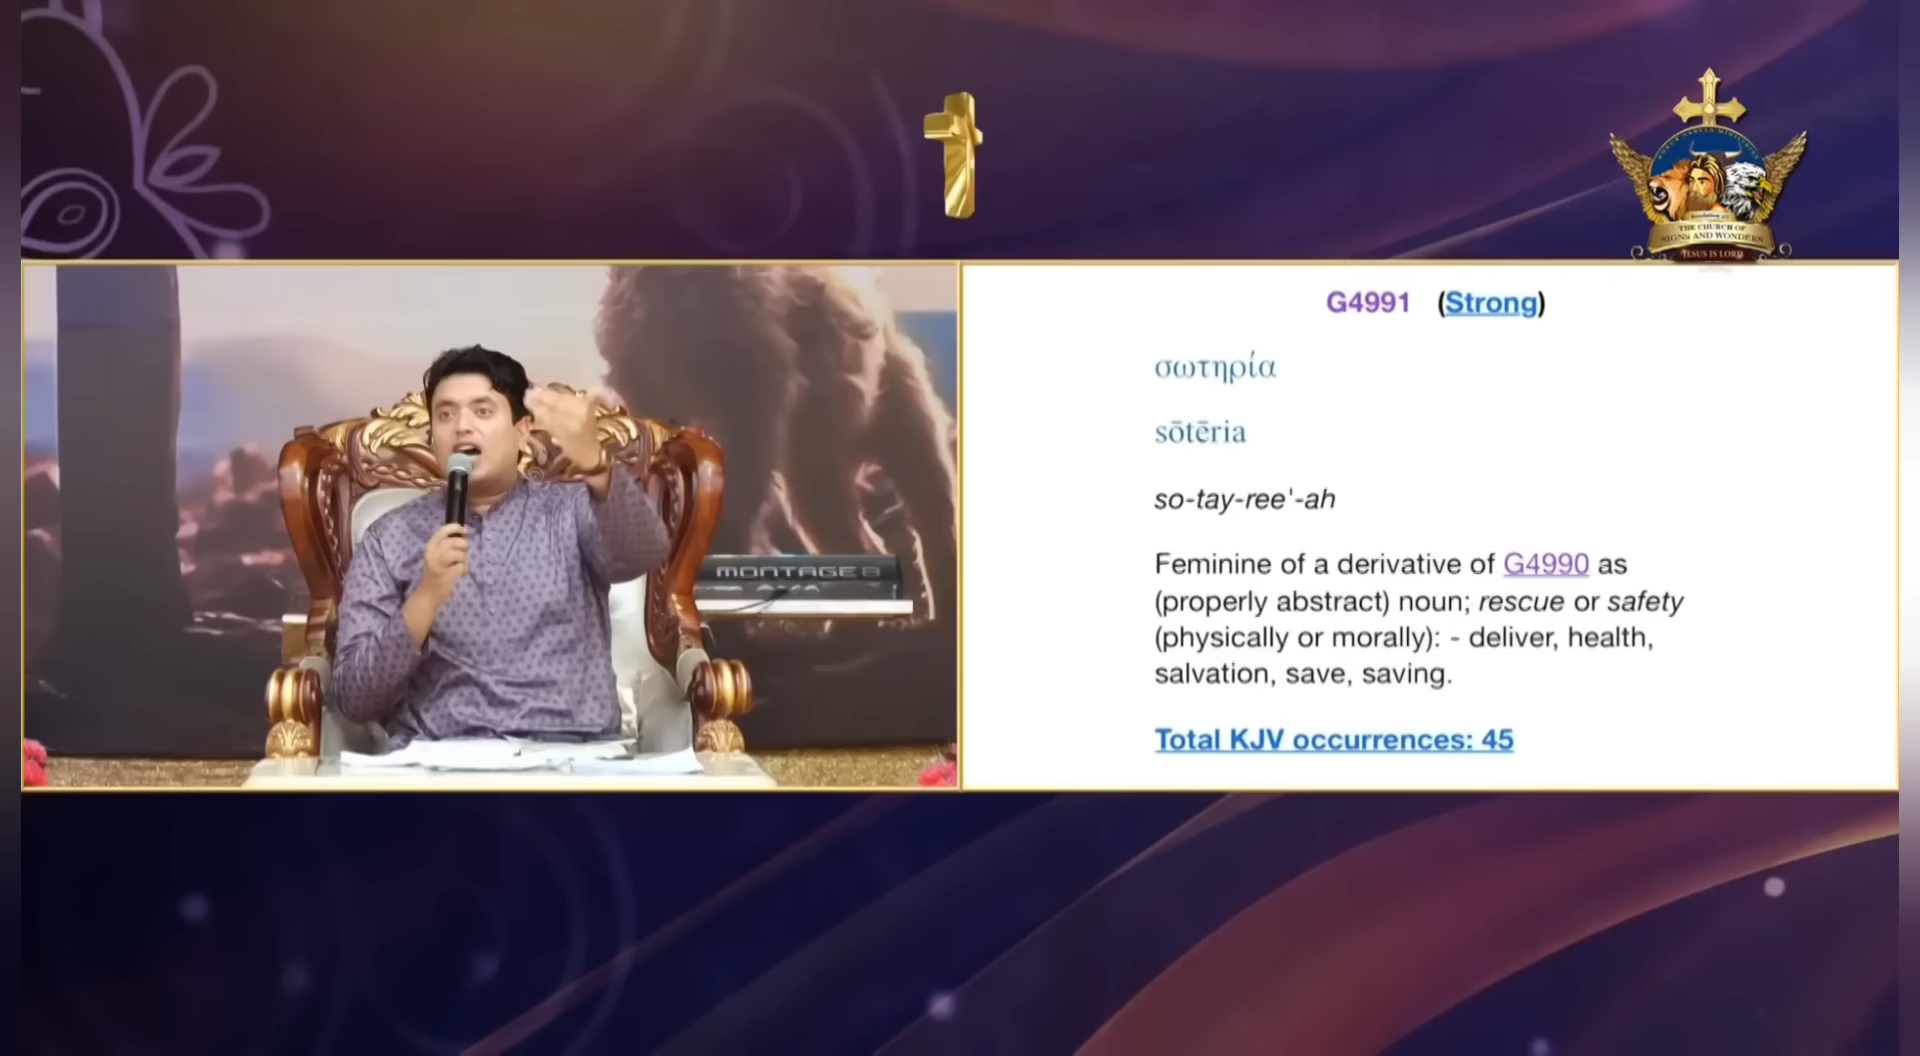 THE CHURCH OF
SIGNS AND WONDERS
JESUS IS LORD
MONTAGE 8
G4991 (Strong)
σωτηρία
sōtēria
so-tay-ree'-ah
Feminine of a derivative of G4990 as
(properly abstract) noun; rescue or safety
(physically or morally): - deliver, health,
salvation, save, saving.
Total KJV occurrences: 45